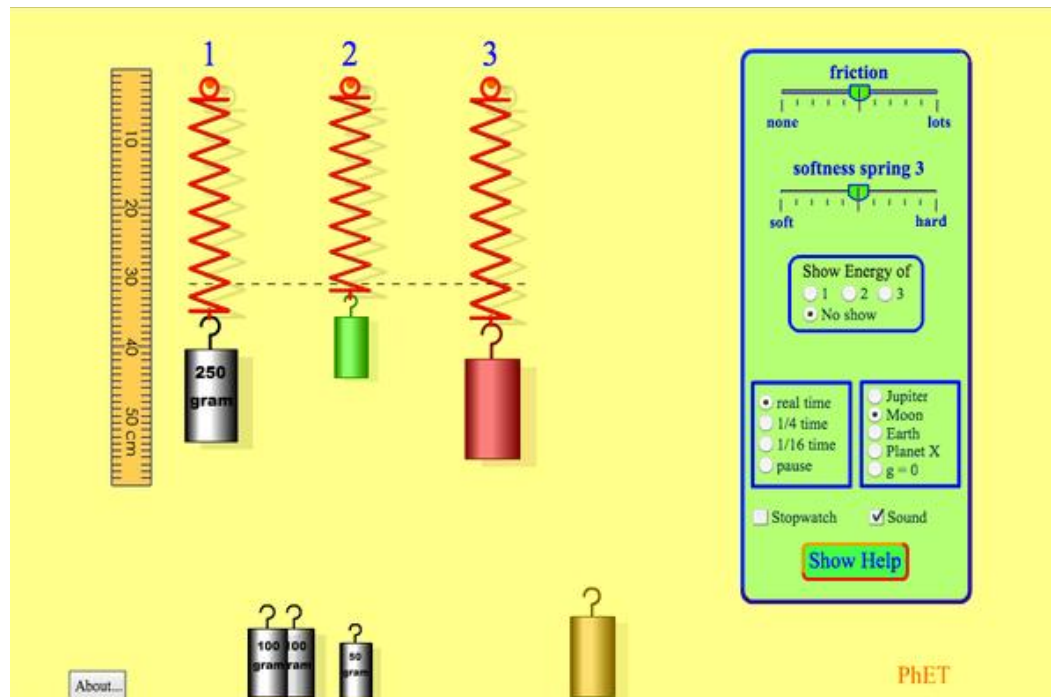 1 2 3
10
20
30
40
50 cm
250
gram
friction
none lots
softness spring 3
soft hard
Show Energy of
1 2 3
No show
real time
1/4 time
1/16 time
pause
Jupiter
Moon
Earth
Planet X
g = 0
Stopwatch Sound
Show Help
100 100
gram ram
50
gram
About...
PhET